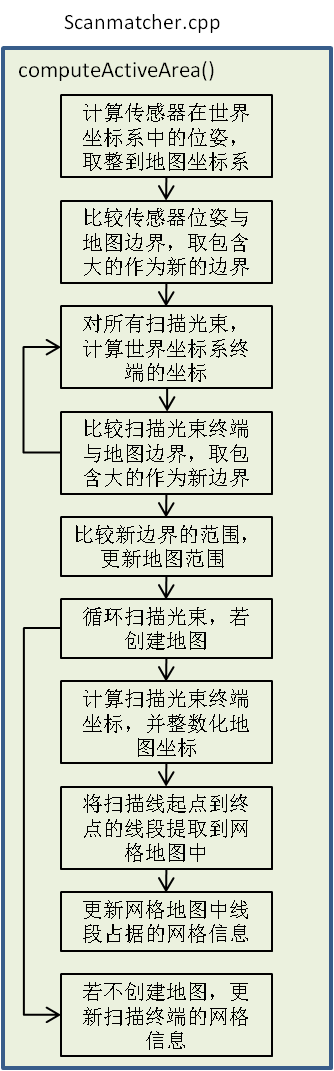 Scanmatcher.cpp
computeActiveArea()
计算传感器在世界
坐标系中的位姿，
取整到地图坐标系
比较传感器位姿与
地图边界，取包含
大的作为新的边界
对所有扫描光束，
计算世界坐标系终
端的坐标
比较扫描光束终端
与地图边界，取包
含大的作为新边界
比较新边界的范围，
更新地图范围
循环扫描光束，若
创建地图
计算扫描光束终端
坐标，并整数化地
图坐标
将扫描线起点到终
点的线段提取到网
格地图中
更新网格地图中线
段占据的网格信息
若不创建地图，更
新扫描终端的网格
信息